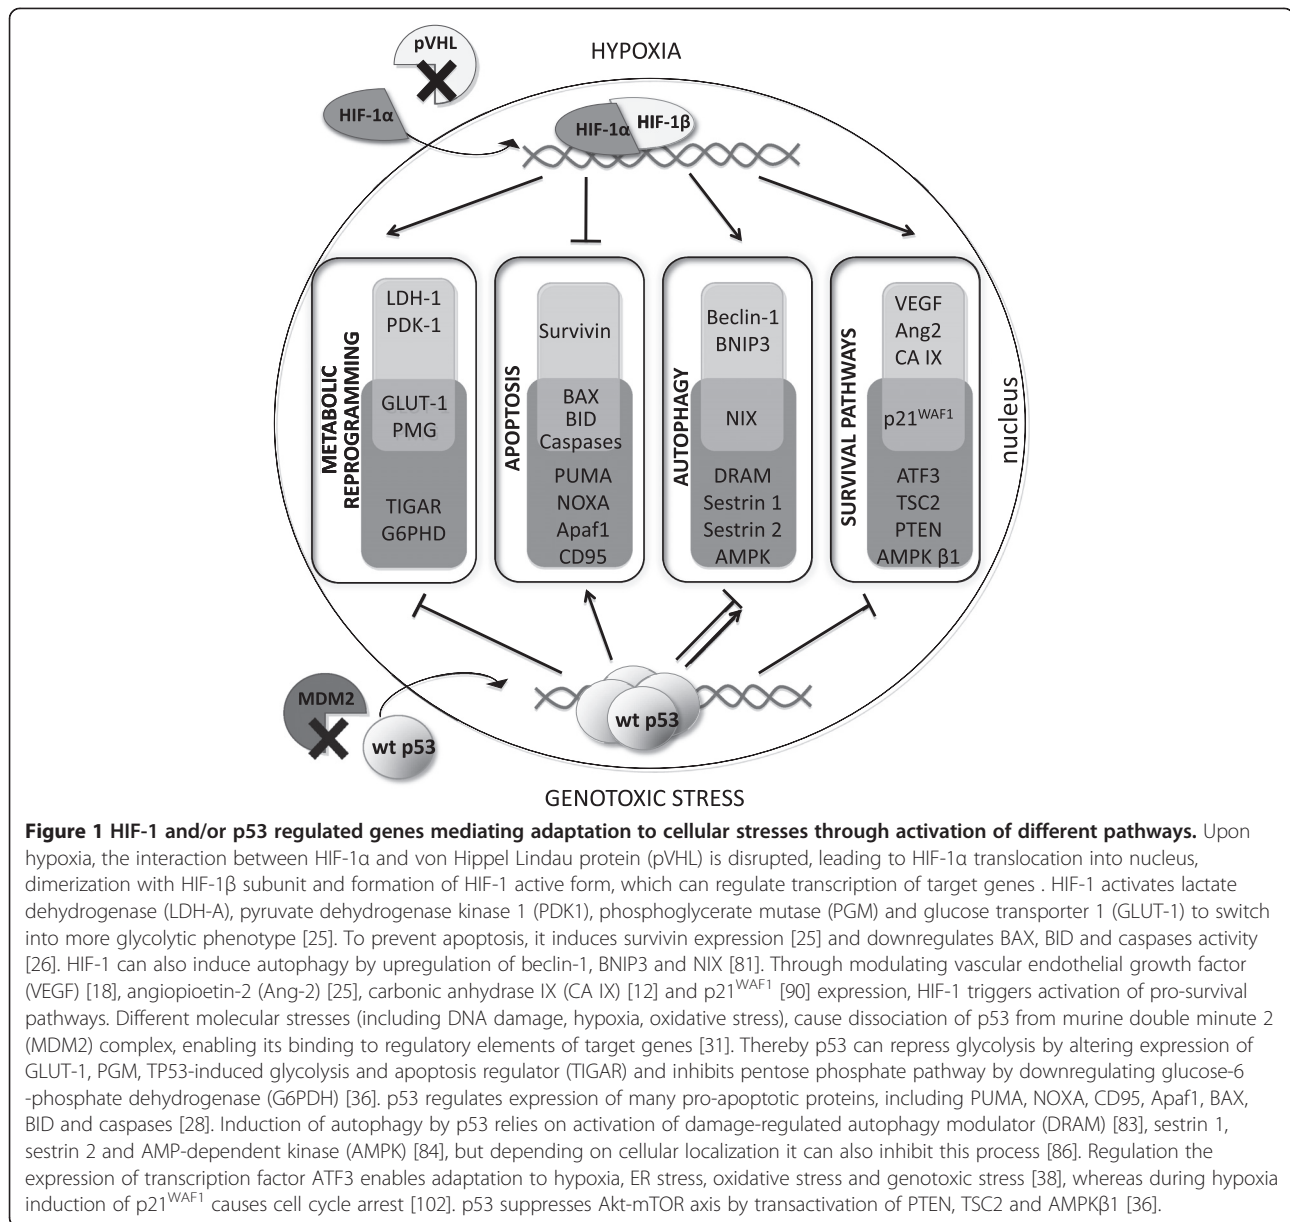 pVHL
HYPOXIA
HIF-1α
HIF-1α
HIF-1β
METABOLIC
REPROGRAMMING
LDH-1
PDK-1
GLUT-1
PMG
TIGAR
G6PHD
APOPTOSIS
Survivin
BAX
BID
Caspases
PUMA
NOXA
Apaf1
CD95
AUTOPHAGY
Beclin-1
BNIP3
NIX
DRAM
Sestrin 1
Sestrin 2
AMPK
SURVIVAL PATHWAYS
VEGF
Ang2
CA IX
p21WAF1
ATF3
TSC2
PTEN
AMPK β1
nucleus
MDM2
wt p53
wt p53
GENOTOXIC STRESS
Figure 1 HIF-1 and/or p53 regulated genes mediating adaptation to cellular stresses through activation of different pathways. Upon
hypoxia, the interaction between HIF-1α and von Hippel Lindau protein (pVHL) is disrupted, leading to HIF-1α translocation into nucleus,
dimerization with HIF-1β subunit and formation of HIF-1 active form, which can regulate transcription of target genes . HIF-1 activates lactate
dehydrogenase (LDH-A), pyruvate dehydrogenase kinase 1 (PDK1), phosphoglycerate mutase (PGM) and glucose transporter 1 (GLUT-1) to switch
into more glycolytic phenotype [25]. To prevent apoptosis, it induces survivin expression [25] and downregulates BAX, BID and caspases activity
[26]. HIF-1 can also induce autophagy by upregulation of beclin-1, BNIP3 and NIX [81]. Through modulating vascular endothelial growth factor
(VEGF) [18], angiopioetin-2 (Ang-2) [25], carbonic anhydrase IX (CA IX) [12] and p21WAF1 [90] expression, HIF-1 triggers activation of pro-survival
pathways. Different molecular stresses (including DNA damage, hypoxia, oxidative stress), cause dissociation of p53 from murine double minute 2
(MDM2) complex, enabling its binding to regulatory elements of target genes [31]. Thereby p53 can repress glycolysis by altering expression of
GLUT-1, PGM, TP53-induced glycolysis and apoptosis regulator (TIGAR) and inhibits pentose phosphate pathway by downregulating glucose-6
-phosphate dehydrogenase (G6PDH) [36]. p53 regulates expression of many pro-apoptotic proteins, including PUMA, NOXA, CD95, Apaf1, BAX,
BID and caspases [28]. Induction of autophagy by p53 relies on activation of damage-regulated autophagy modulator (DRAM) [83], sestrin 1,
sestrin 2 and AMP-dependent kinase (AMPK) [84], but depending on cellular localization it can also inhibit this process [86]. Regulation the
expression of transcription factor ATF3 enables adaptation to hypoxia, ER stress, oxidative stress and genotoxic stress [38], whereas during hypoxia
induction of p21WAF1 causes cell cycle arrest [102]. p53 suppresses Akt-mTOR axis by transactivation of PTEN, TSC2 and AMPKβ1 [36].